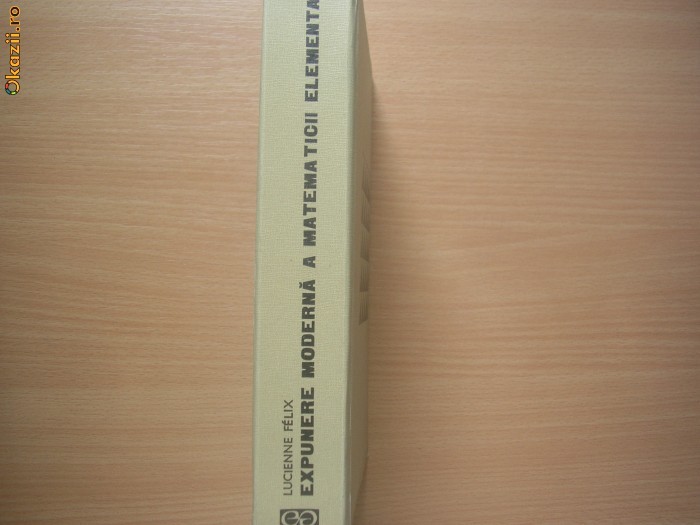 Okazii.ro
LUCIENNE FÉLIX
EXPUNERE MODERNĂ A MATEMATICII ELEMENTA